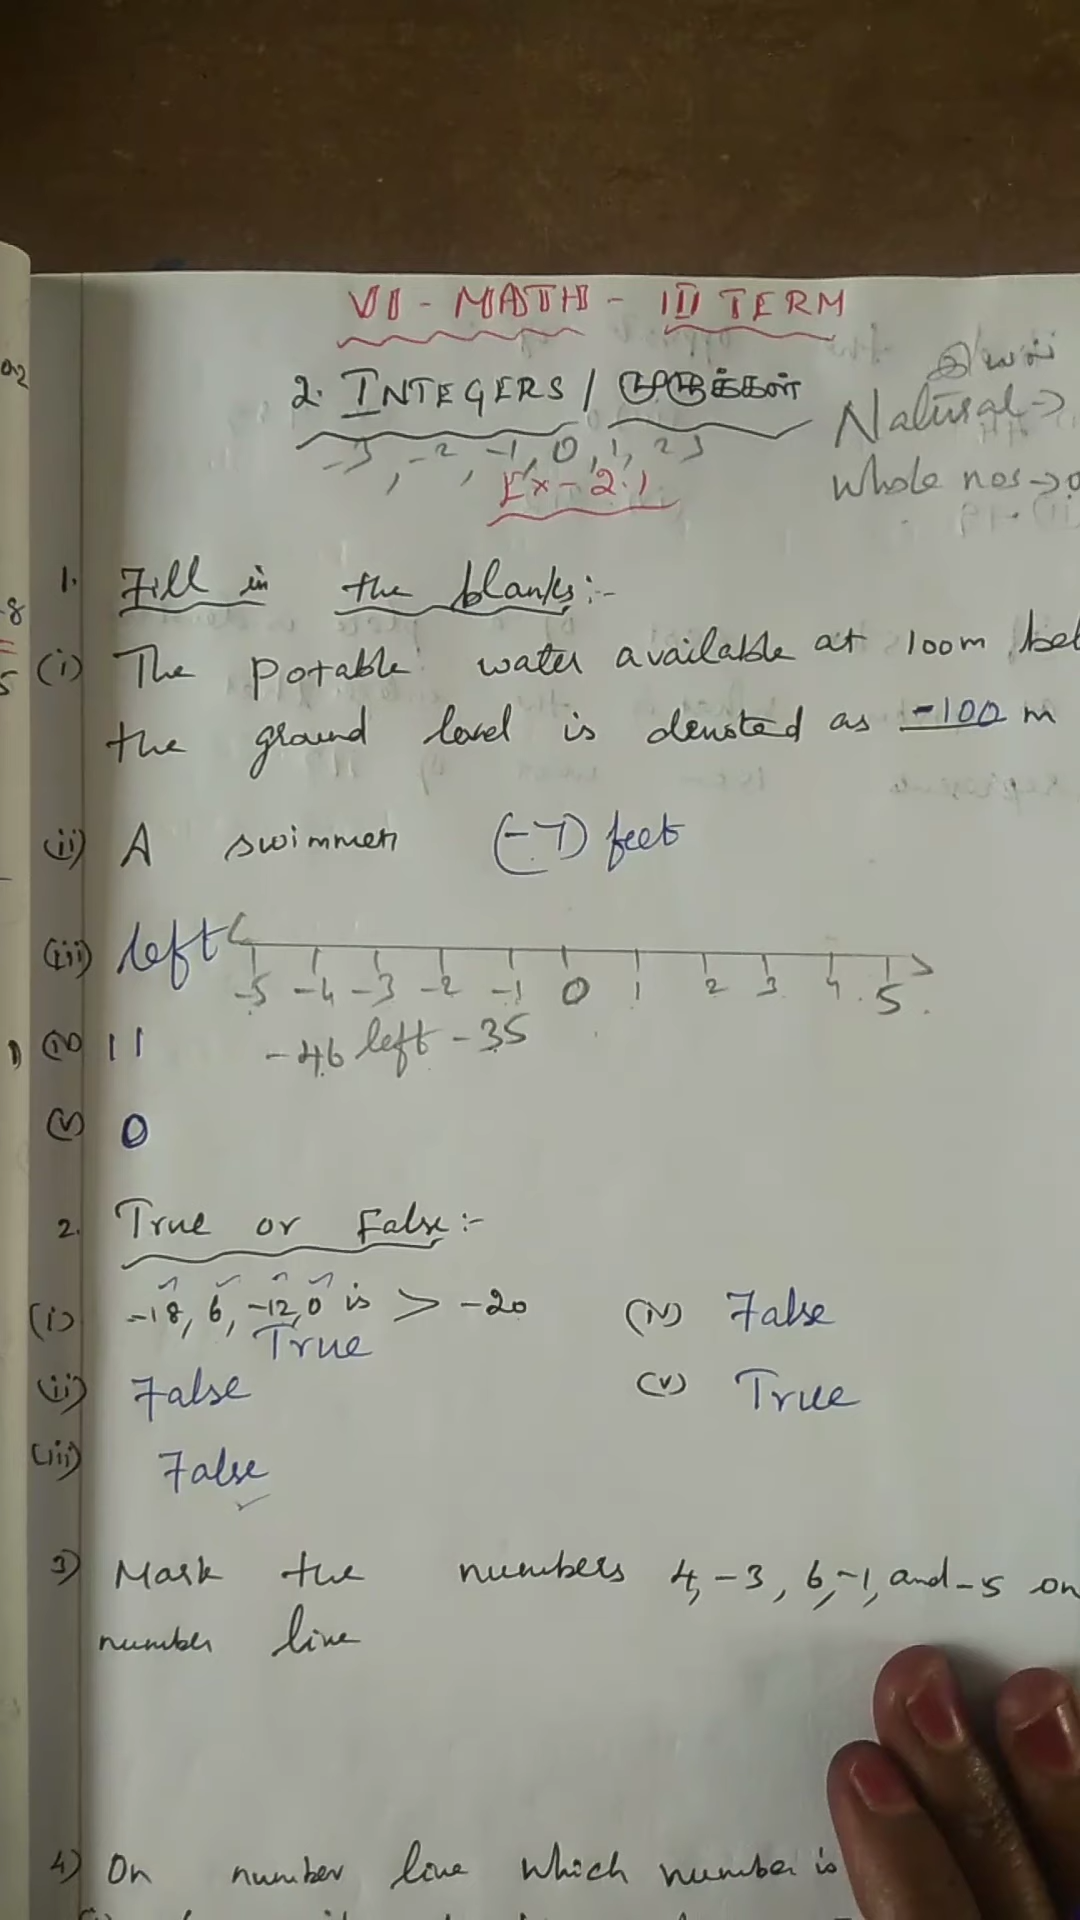 VI - MATH - III TERM
2. INTEGERS / முழுக்கள்
Natural →
-3, -2, -1, 0, 1, 2 3
Whole nos → 0
Ex - 2.1
1. Fill in the blanks :-
(i) The potable water available at 100m bel
the ground level is denoted as -100 m
(ii) A swimmer (-7) feet
(iii) left
-5 -4 -3 -2 -1 0 1 2 3 4 5
(iv) 11 -46 left -35
(v) 0
2. True or False :-
(i) -18, 6, -12, 0 is > -20 (iv) False
True
(ii) False (v) True
(iii) False
3) Mark the numbers 4, -3, 6, -1, and -5 on
number line
4) On number line which number is